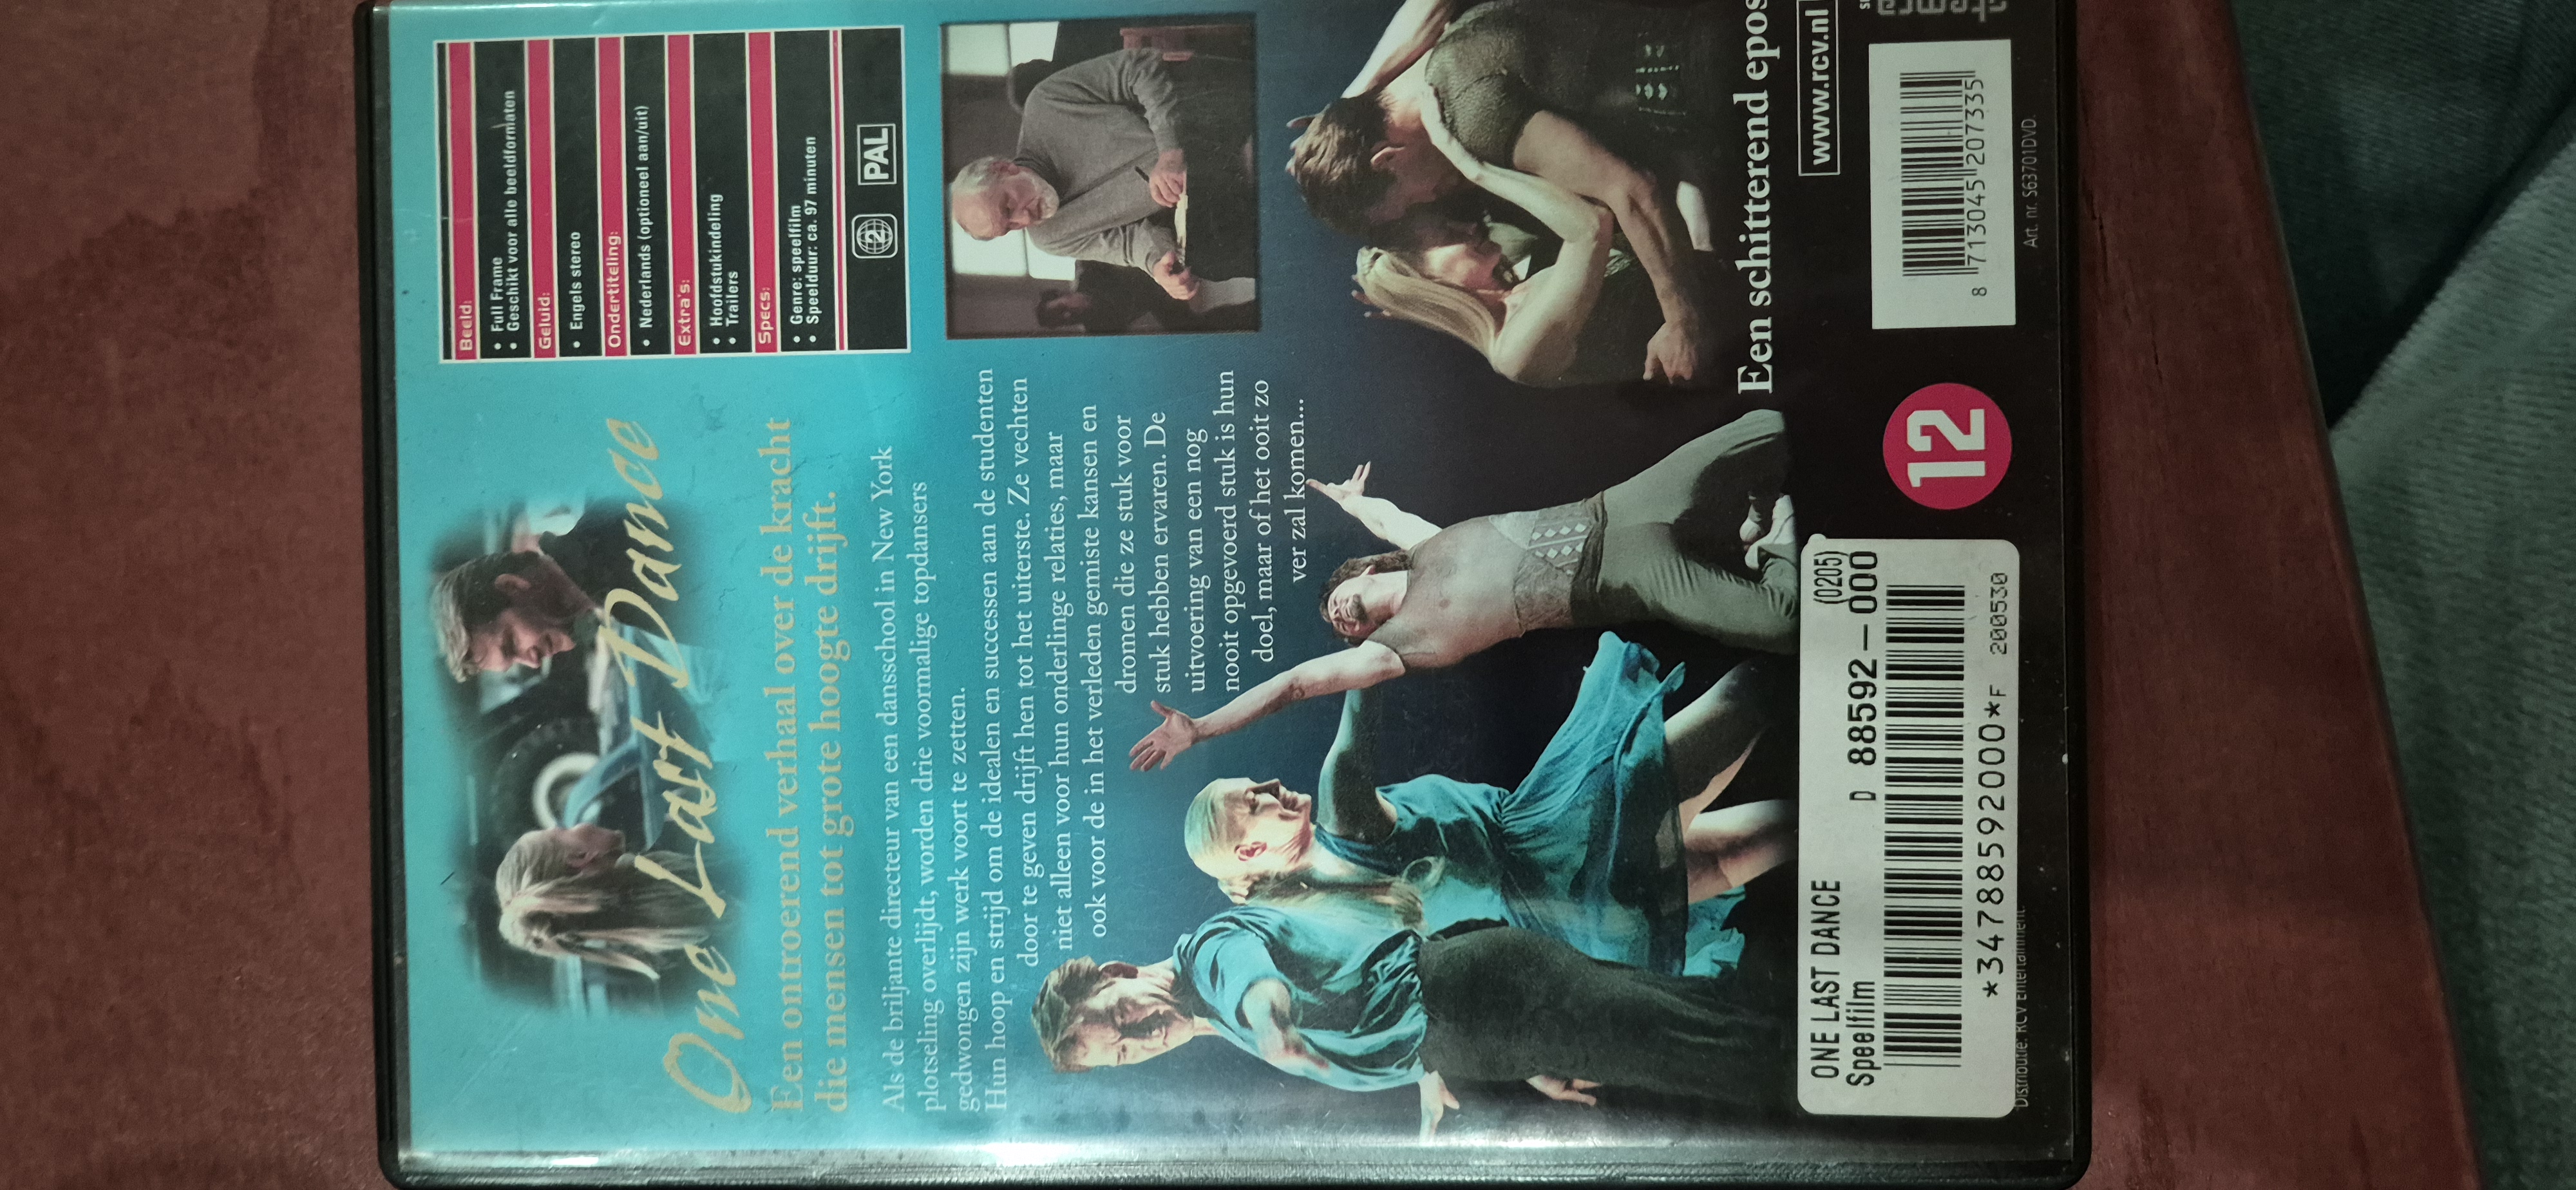 One Last Dance
Een ontroerend verhaal over de kracht
die mensen tot grote hoogte drijft.
Als de briljante directeur van een dansschool in New York
plotseling overlijdt, worden drie voormalige topdansers
gedwongen zijn werk voort te zetten.
Hun hoop en strijd om de idealen en successen aan de studenten
door te geven drijft hen tot het uiterste. Ze vechten
niet alleen voor hun onderlinge relaties, maar
ook voor de in het verleden gemiste kansen en
dromen die ze stuk voor
stuk hebben ervaren. De
uitvoering van een nog
nooit opgevoerd stuk is hun
doel, maar of het ooit zo
ver zal komen...
Beeld:
• Full Frame
• Geschikt voor alle beeldformaten
Geluid:
• Engels stereo
Ondertiteling:
• Nederlands (optioneel aan/uit)
Extra's:
• Hoofdstukindeling
• Trailers
Specs:
• Genre: speelfilm
• Speelduur: ca. 97 minuten
2 PAL
Een schitterend epos
www.rcv.nl
ONE LAST DANCE (0205)
Speelfilm D 88592-000
*34788592000*F 200530
Distributie: RCV Entertainment.
12
8 713045 207335
Art. nr. S63701DVD.